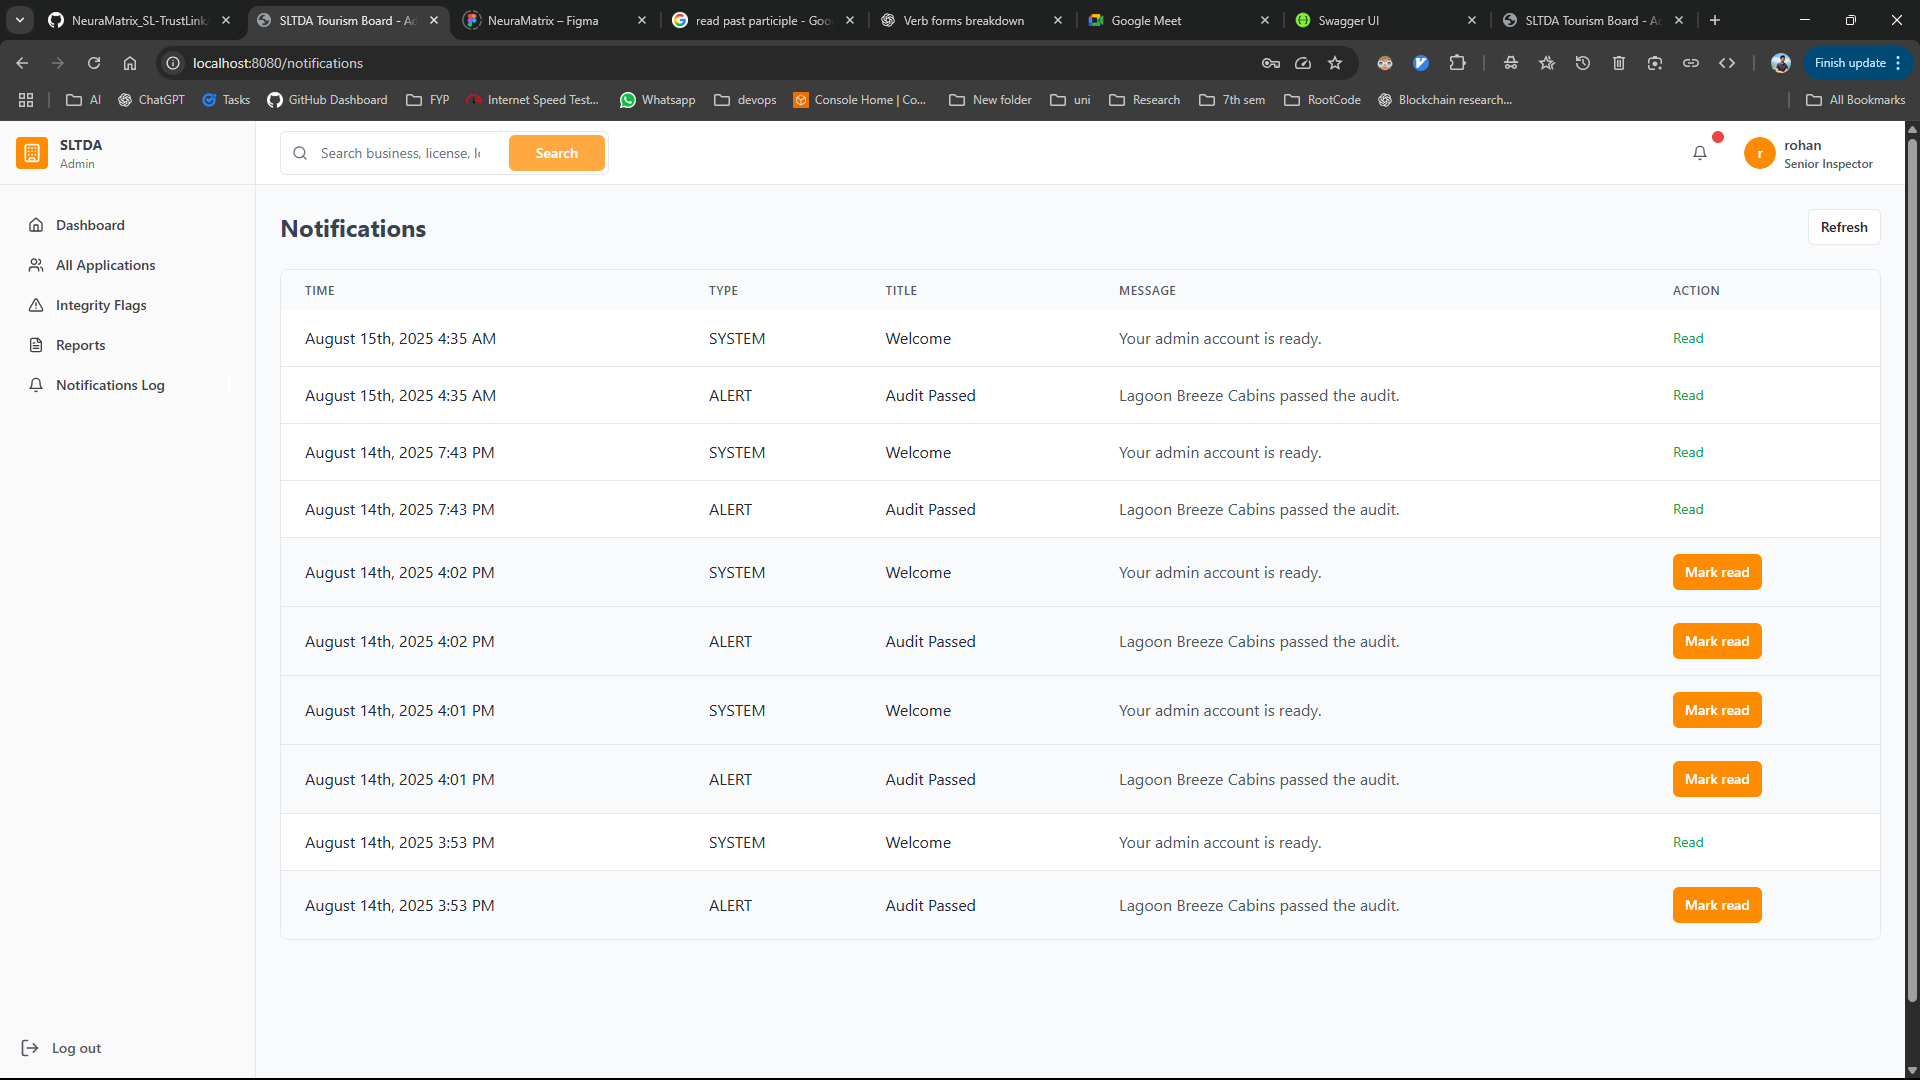 NeuraMatrix_SL-TrustLink
SLTDA Tourism Board - Ad
NeuraMatrix – Figma
read past participle - Goo
Verb forms breakdown
Google Meet
Swagger UI
SLTDA Tourism Board - Ad
localhost:8080/notifications
Finish update
AI
ChatGPT
Tasks
GitHub Dashboard
FYP
Internet Speed Test...
Whatsapp
devops
Console Home | Co...
New folder
uni
Research
7th sem
RootCode
Blockchain research...
All Bookmarks
SLTDA
Admin
Search business, license, lo
Search
r
rohan
Senior Inspector
Dashboard
All Applications
Integrity Flags
Reports
Notifications Log
Log out
Notifications
Refresh
TIME TYPE TITLE MESSAGE ACTION
August 15th, 2025 4:35 AM SYSTEM Welcome Your admin account is ready. Read
August 15th, 2025 4:35 AM ALERT Audit Passed Lagoon Breeze Cabins passed the audit. Read
August 14th, 2025 7:43 PM SYSTEM Welcome Your admin account is ready. Read
August 14th, 2025 7:43 PM ALERT Audit Passed Lagoon Breeze Cabins passed the audit. Read
August 14th, 2025 4:02 PM SYSTEM Welcome Your admin account is ready. Mark read
August 14th, 2025 4:02 PM ALERT Audit Passed Lagoon Breeze Cabins passed the audit. Mark read
August 14th, 2025 4:01 PM SYSTEM Welcome Your admin account is ready. Mark read
August 14th, 2025 4:01 PM ALERT Audit Passed Lagoon Breeze Cabins passed the audit. Mark read
August 14th, 2025 3:53 PM SYSTEM Welcome Your admin account is ready. Read
August 14th, 2025 3:53 PM ALERT Audit Passed Lagoon Breeze Cabins passed the audit. Mark read